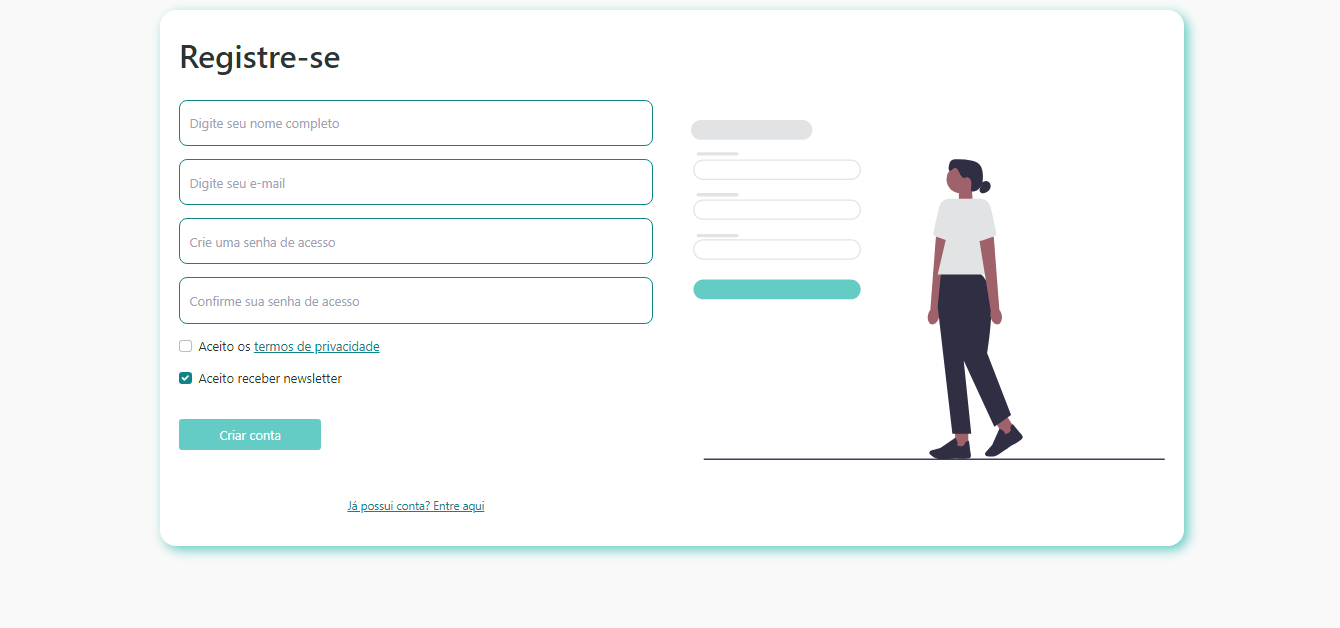 Registre-se
Digite seu nome completo
Digite seu e-mail
Crie uma senha de acesso
Confirme sua senha de acesso
Aceito os termos de privacidade
Aceito receber newsletter
Criar conta
Já possui conta? Entre aqui